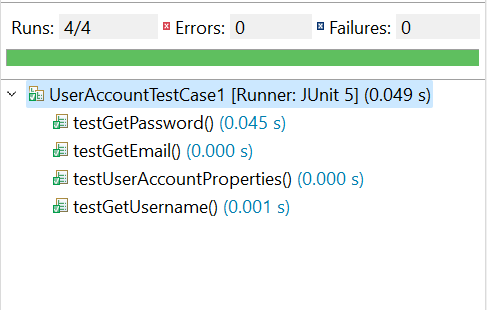 Runs: 4/4 Errors: 0 Failures: 0
UserAccountTestCase1 [Runner: JUnit 5] (0.049 s)
testGetPassword() (0.045 s)
testGetEmail() (0.000 s)
testUserAccountProperties() (0.000 s)
testGetUsername() (0.001 s)